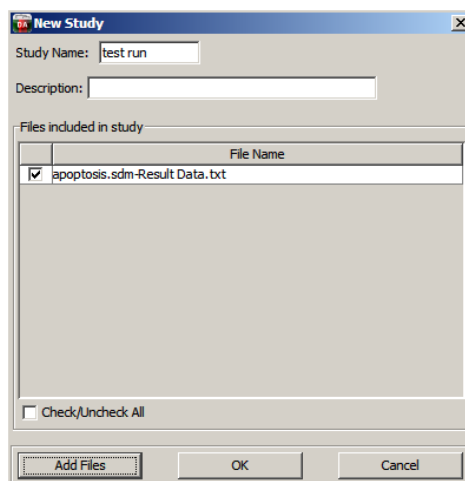 New Study
Study Name: test run
Description:
Files included in study
File Name
apoptosis.sdm-Result Data.txt
Check/Uncheck All
Add Files OK Cancel